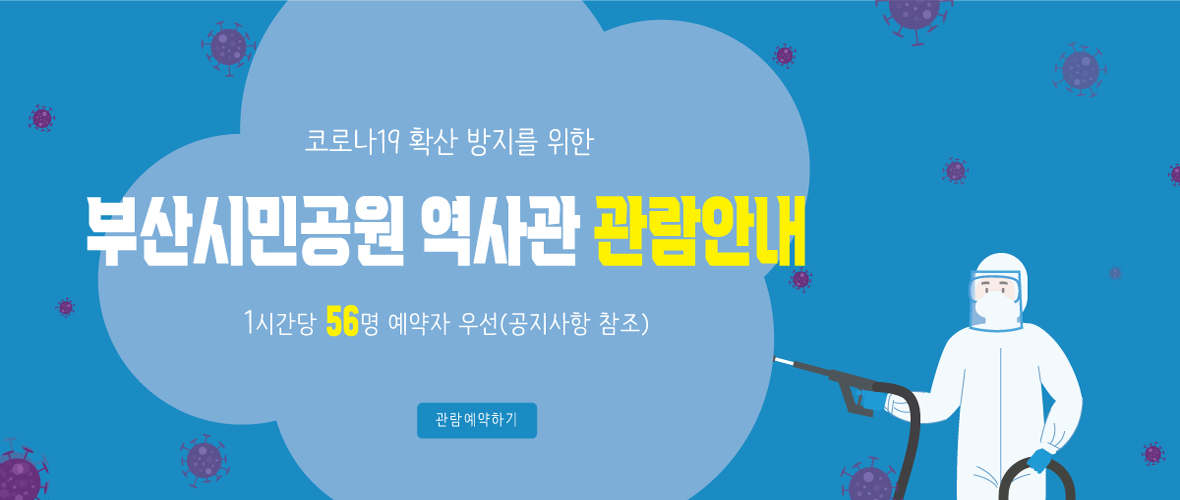 코로나19 확산 방지를 위한
부산시민공원 역사관 관람안내
1시간당 56명 예약자 우선(공지사항 참조)
관람예약하기